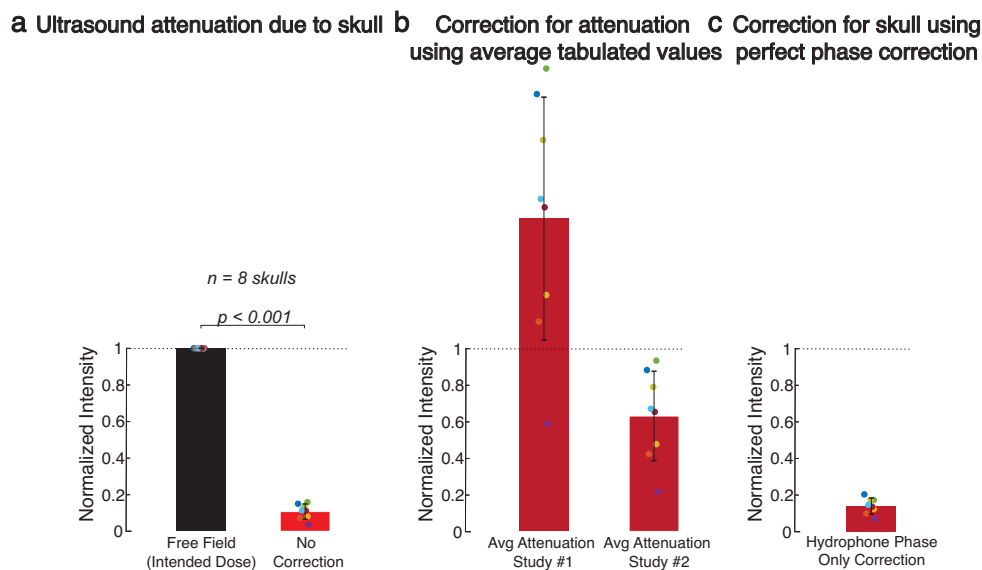 a Ultrasound attenuation due to skull
n = 8 skulls
p < 0.001
Normalized Intensity
1
0.8
0.6
0.4
0.2
0
Free Field
(Intended Dose)
No
Correction
b Correction for attenuation
using average tabulated values
Normalized Intensity
1
0.8
0.6
0.4
0.2
0
Avg Attenuation
Study #1
Avg Attenuation
Study #2
c Correction for skull using
perfect phase correction
Normalized Intensity
1
0.8
0.6
0.4
0.2
0
Hydrophone Phase
Only Correction